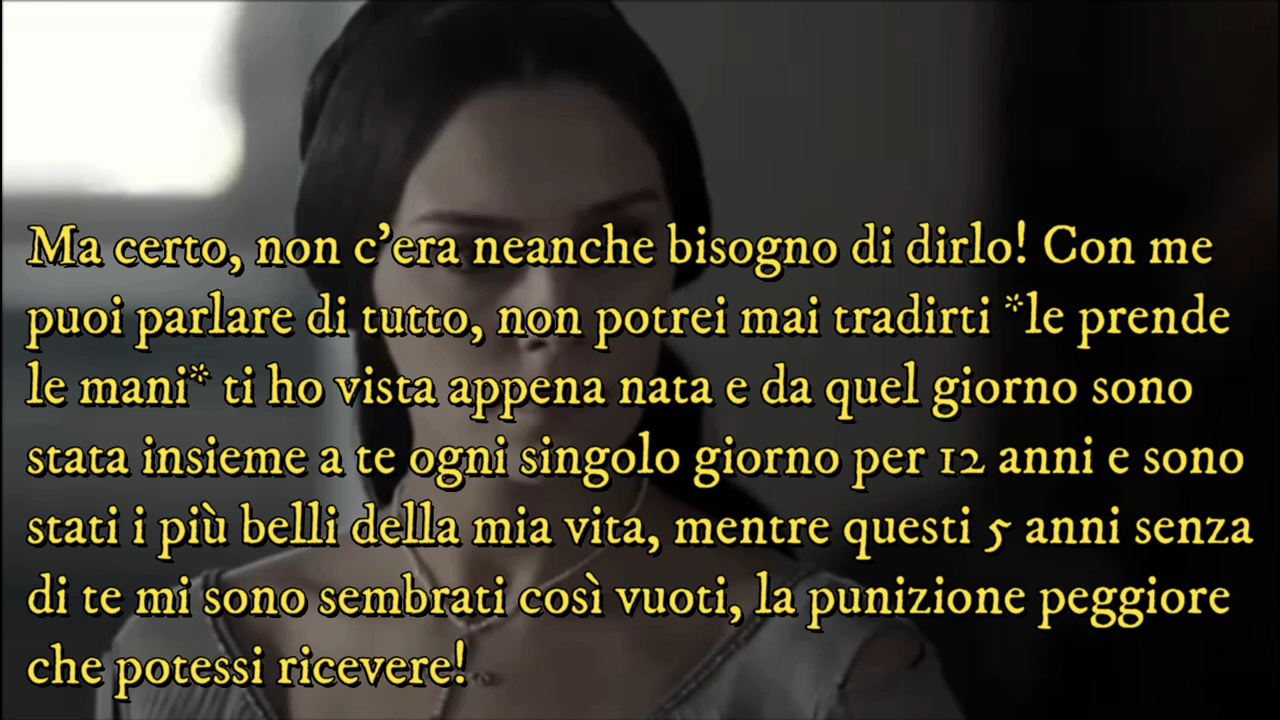 Ma certo, non c'era neanche bisogno di dirlo! Con me
puoi parlare di tutto, non potrei mai tradirti *le prende
le mani* ti ho vista appena nata e da quel giorno sono
stata insieme a te ogni singolo giorno per 12 anni e sono
stati i più belli della mia vita, mentre questi 5 anni senza
di te mi sono sembrati così vuoti, la punizione peggiore
che potessi ricevere!